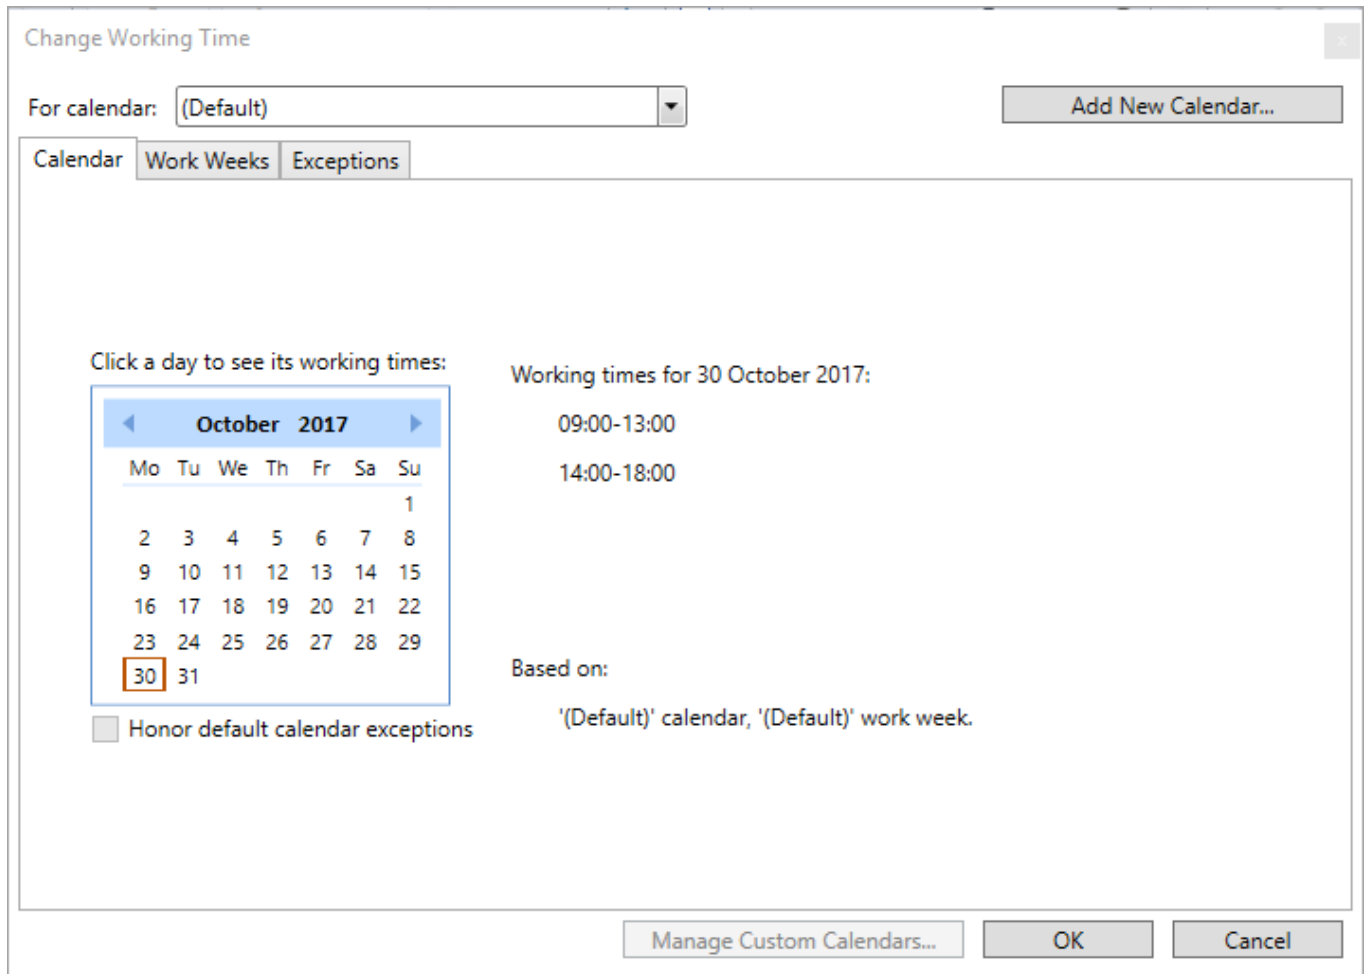 Change Working Time
x
For calendar: (Default) Add New Calendar...
Calendar Work Weeks Exceptions
Click a day to see its working times:
October 2017
Mo Tu We Th Fr Sa Su
1
2 3 4 5 6 7 8
9 10 11 12 13 14 15
16 17 18 19 20 21 22
23 24 25 26 27 28 29
30 31
Honor default calendar exceptions
Working times for 30 October 2017:
09:00-13:00
14:00-18:00
Based on:
'(Default)' calendar, '(Default)' work week.
Manage Custom Calendars... OK Cancel